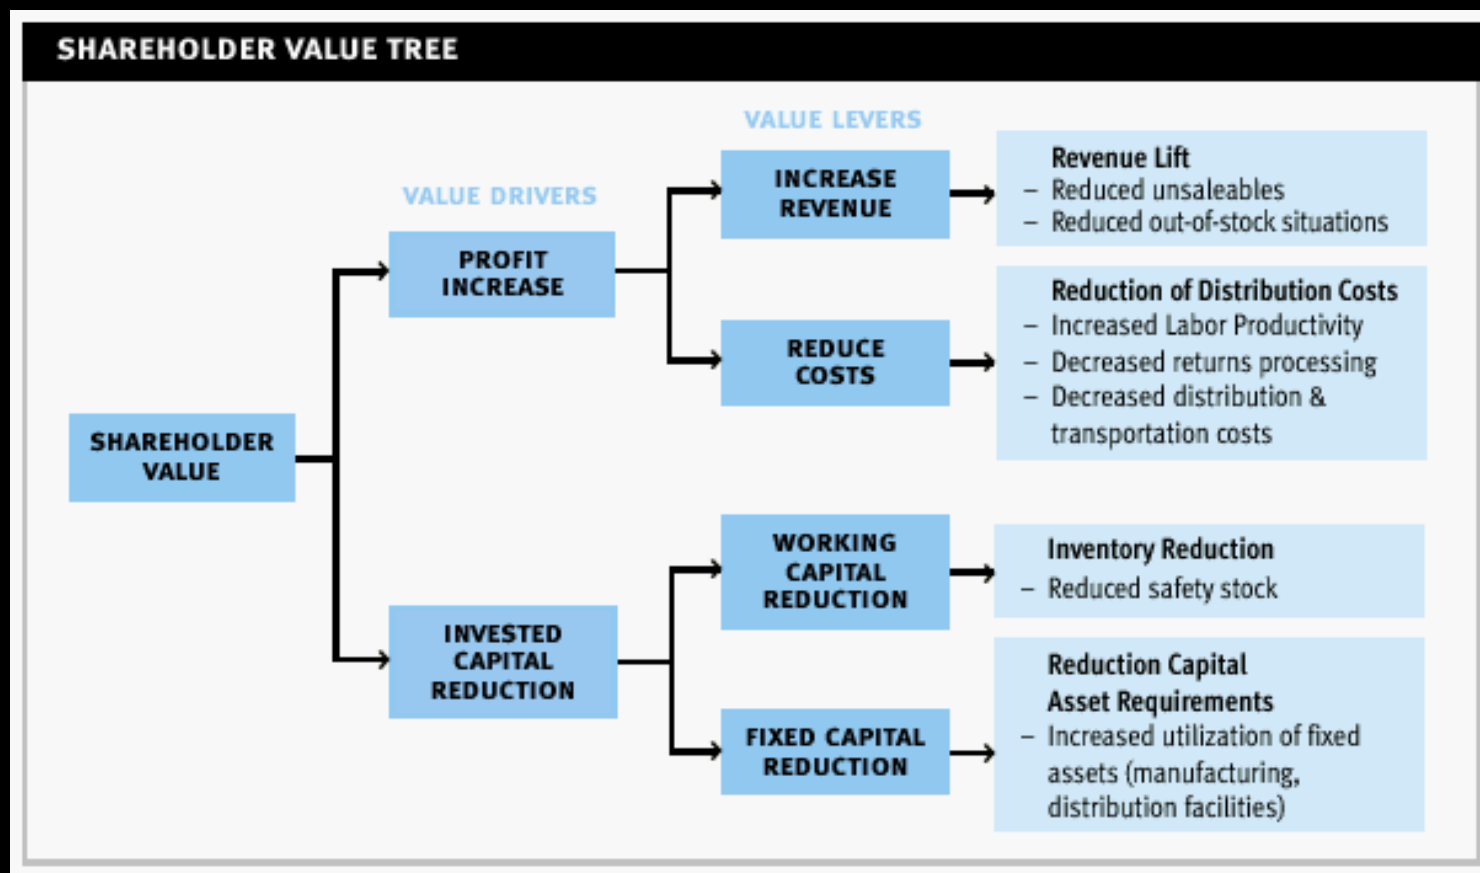 SHAREHOLDER VALUE TREE
VALUE DRIVERS
VALUE LEVERS
SHAREHOLDER
VALUE
PROFIT
INCREASE
INCREASE
REVENUE
Revenue Lift
– Reduced unsaleables
– Reduced out-of-stock situations
REDUCE
COSTS
Reduction of Distribution Costs
– Increased Labor Productivity
– Decreased returns processing
– Decreased distribution &
transportation costs
INVESTED
CAPITAL
REDUCTION
WORKING
CAPITAL
REDUCTION
Inventory Reduction
– Reduced safety stock
FIXED CAPITAL
REDUCTION
Reduction Capital
Asset Requirements
– Increased utilization of fixed
assets (manufacturing,
distribution facilities)